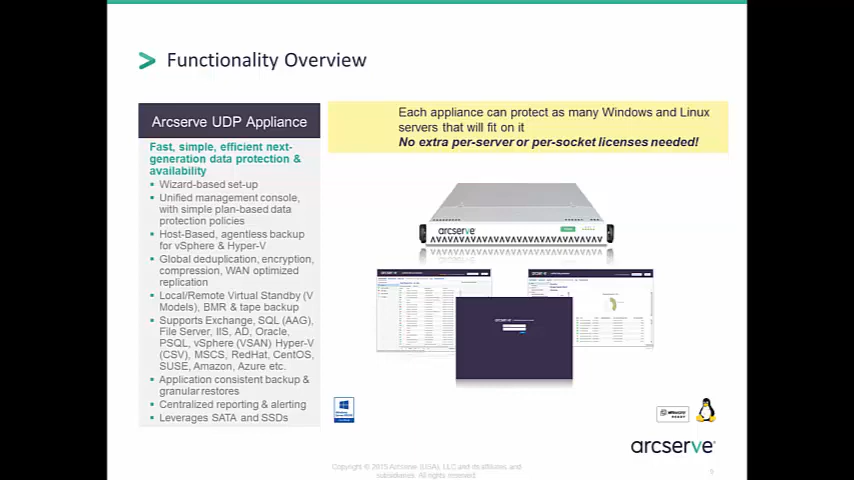 Functionality Overview
Arcserve UDP Appliance
Fast, simple, efficient next-
generation data protection &
availability
▪ Wizard-based set-up
▪ Unified management console,
with simple plan-based data
protection policies
▪ Host-Based, agentless backup
for vSphere & Hyper-V
▪ Global deduplication, encryption,
compression, WAN optimized
replication
▪ Local/Remote Virtual Standby (V
Models), BMR & tape backup
▪ Supports Exchange, SQL (AAG),
File Server, IIS, AD, Oracle,
PSQL, vSphere (VSAN) Hyper-V
(CSV), MSCS, RedHat, CentOS,
SUSE, Amazon, Azure etc.
▪ Application consistent backup &
granular restores
▪ Centralized reporting & alerting
▪ Leverages SATA and SSDs
Each appliance can protect as many Windows and Linux
servers that will fit on it
No extra per-server or per-socket licenses needed!
arcserve
arcserve
vmware
READY
arcserve
Copyright © 2015 Arcserve (USA), LLC and its affiliates and
subsidiaries. All rights reserved.
9